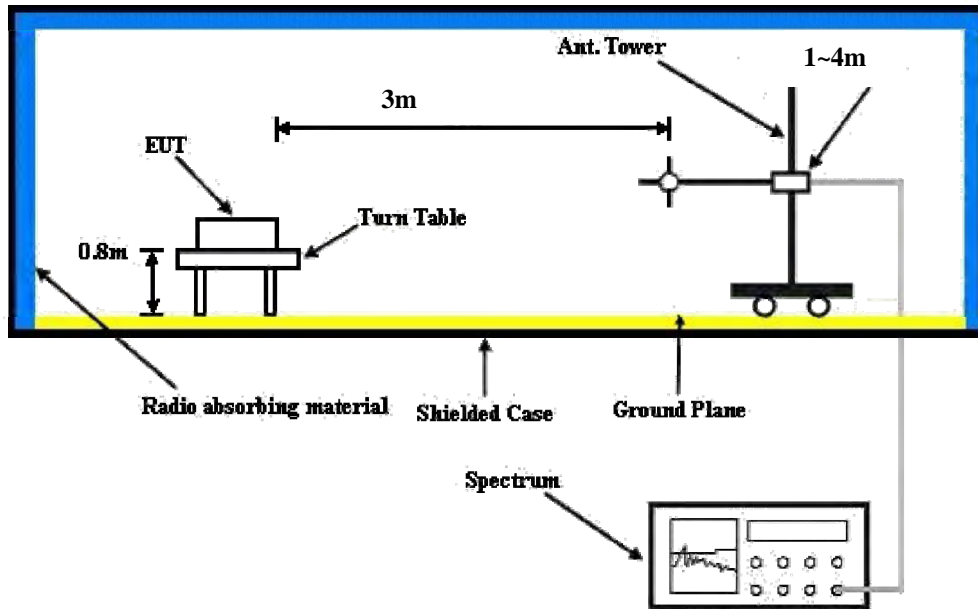 Ant. Tower
1~4m
3m
EUT
Turn Table
0.8m
Radio absorbing material
Shielded Case
Ground Plane
Spectrum